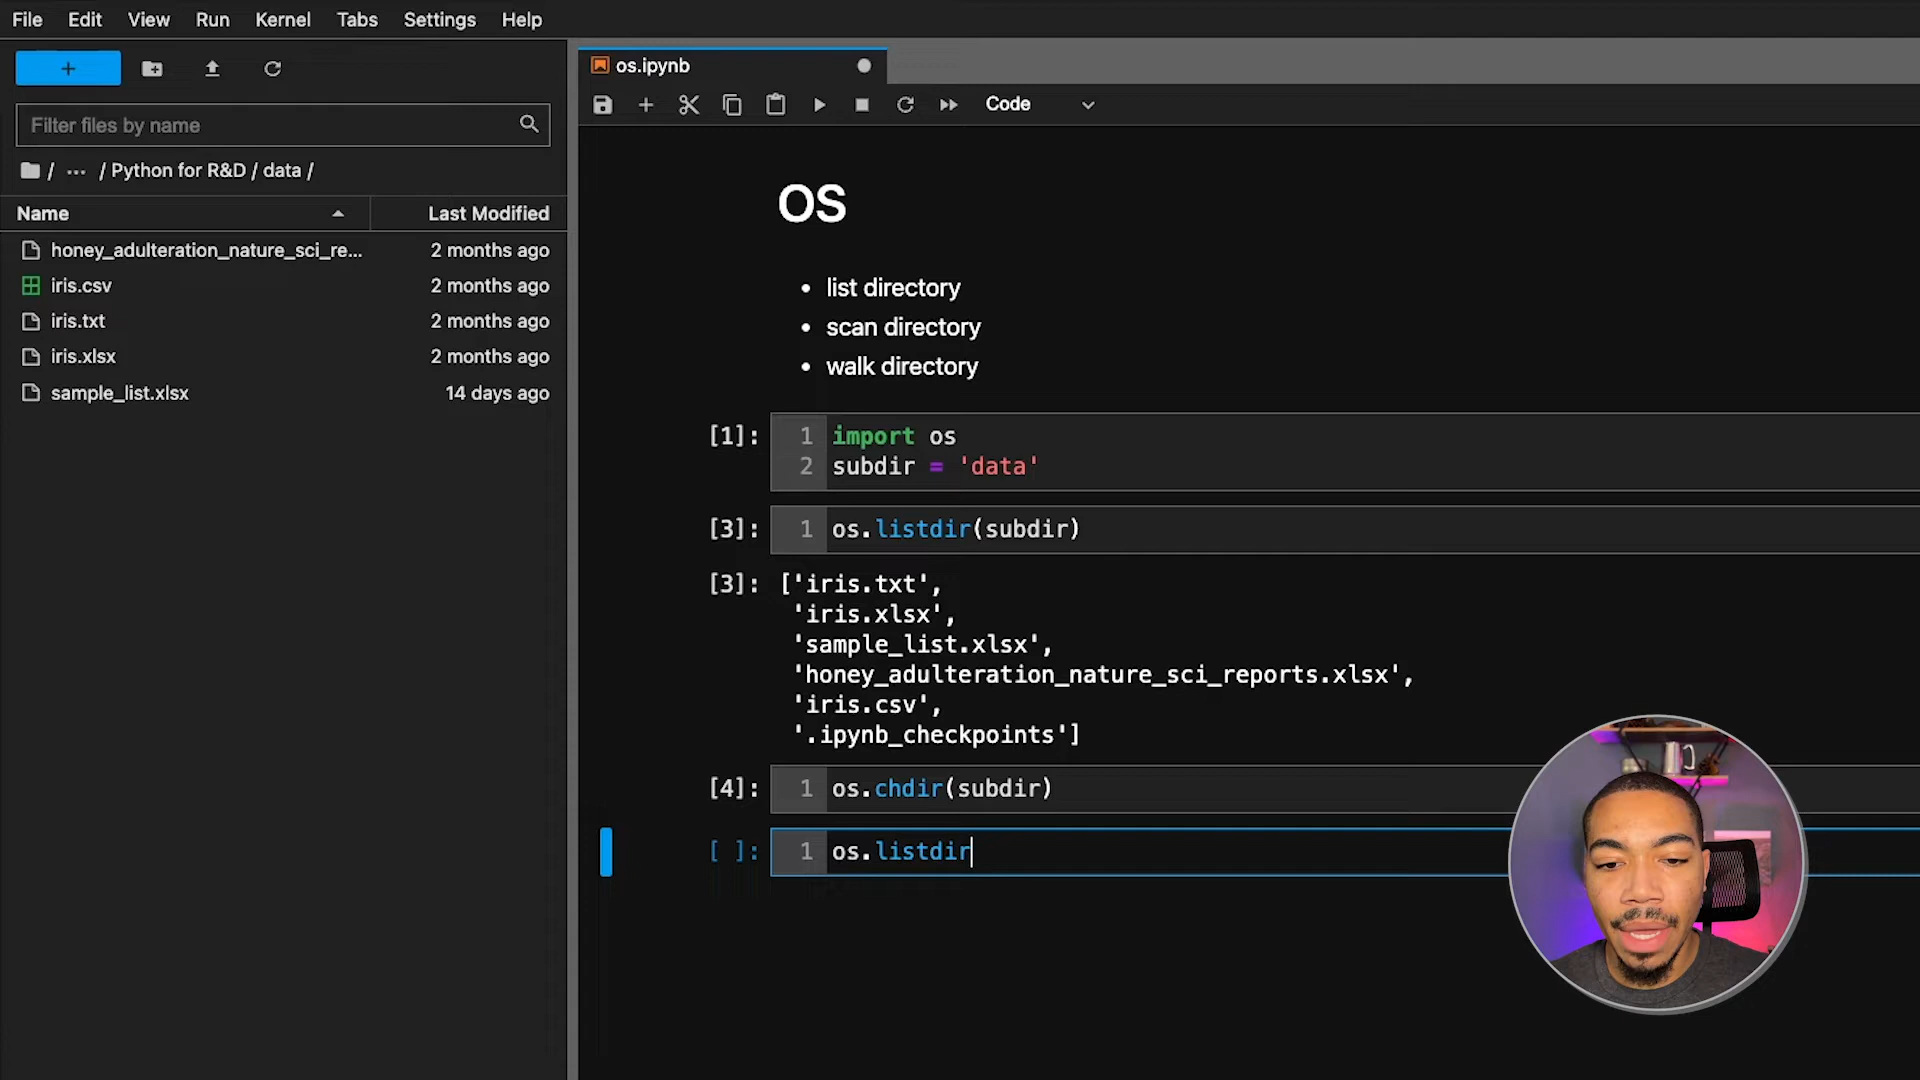 File Edit View Run Kernel Tabs Settings Help
os.ipynb
Code
Filter files by name
/ ... / Python for R&D / data /
Name Last Modified
honey_adulteration_nature_sci_re... 2 months ago
iris.csv 2 months ago
iris.txt 2 months ago
iris.xlsx 2 months ago
sample_list.xlsx 14 days ago
OS
• list directory
• scan directory
• walk directory
[1]: 1 import os
2 subdir = 'data'
[3]: 1 os.listdir(subdir)
[3]: ['iris.txt',
'iris.xlsx',
'sample_list.xlsx',
'honey_adulteration_nature_sci_reports.xlsx',
'iris.csv',
'.ipynb_checkpoints']
[4]: 1 os.chdir(subdir)
[ ]: 1 os.listdir